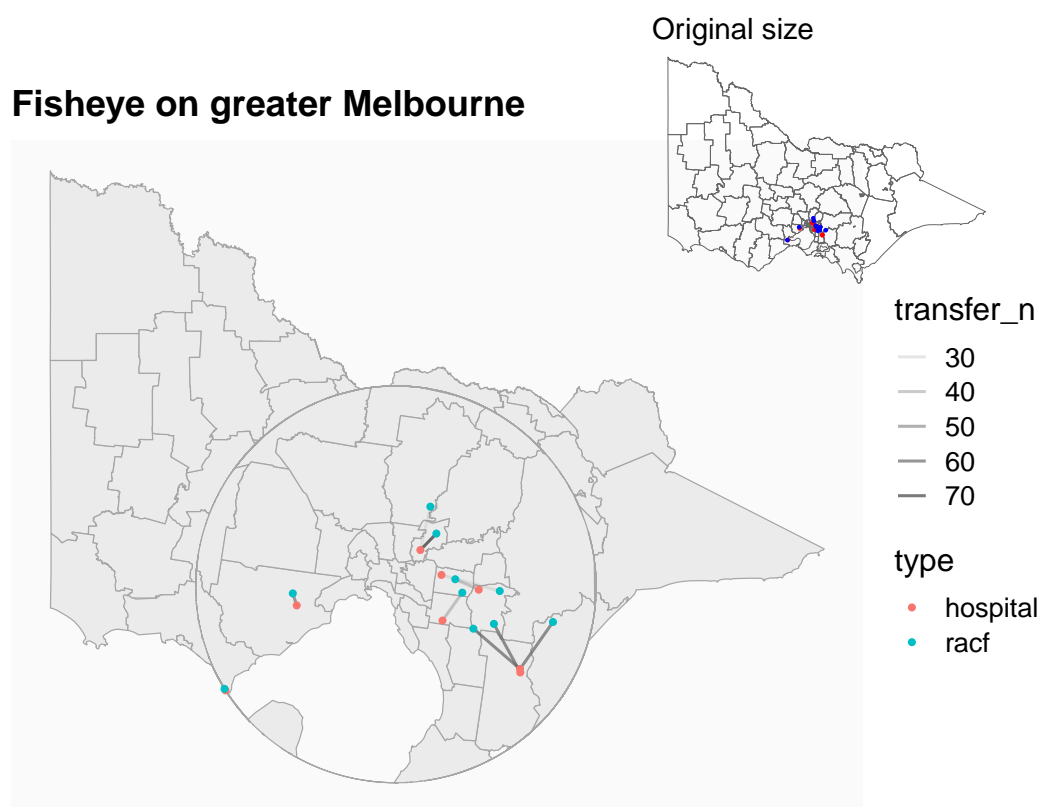 Original size
Fisheye on greater Melbourne
transfer_n
30
40
50
60
70
type
hospital
racf